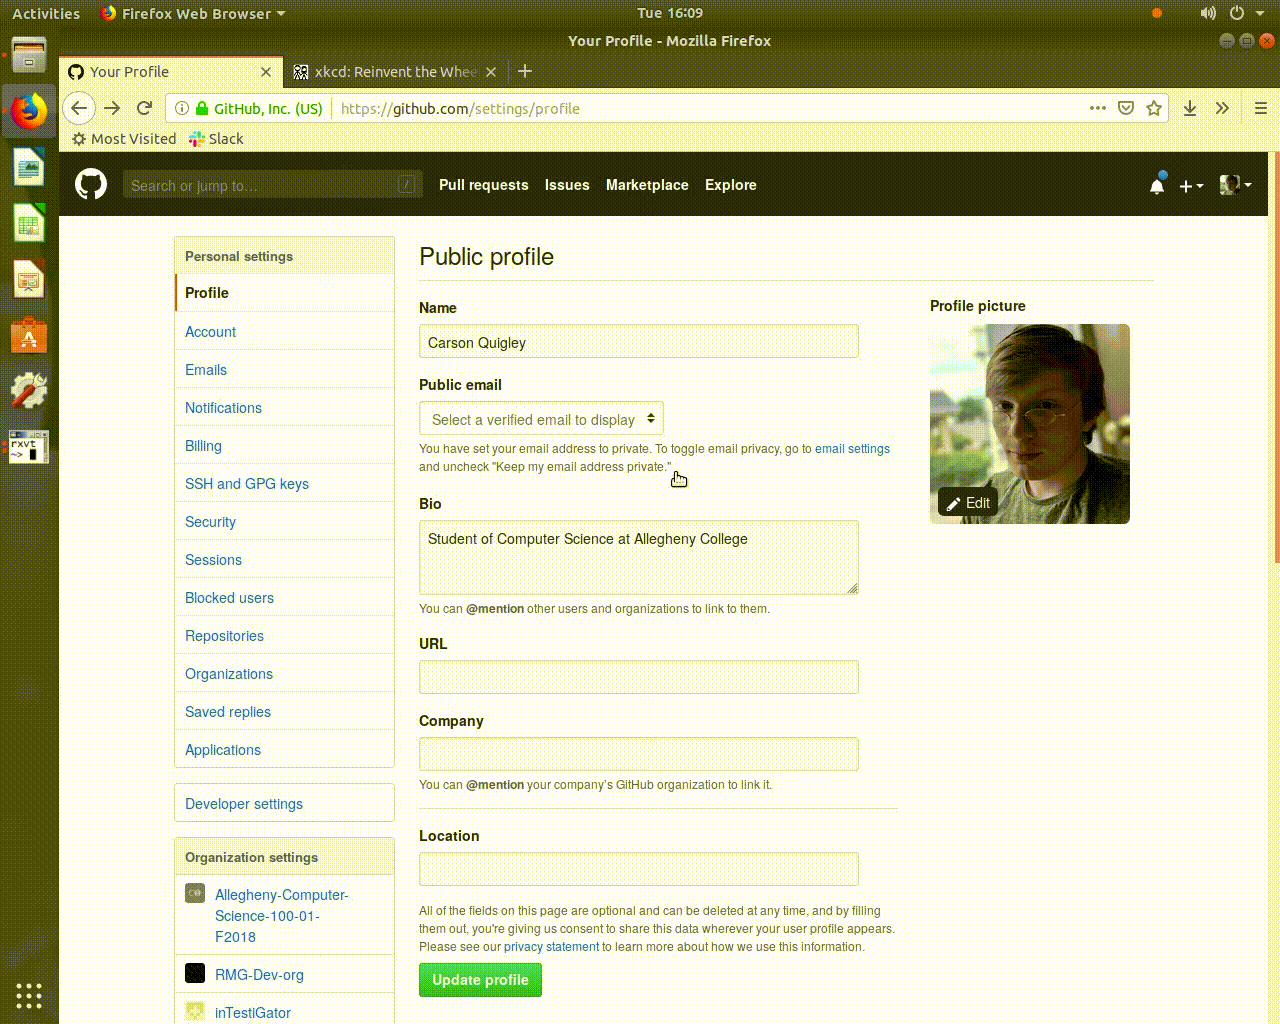 Activities
Firefox Web Browser
Tue 16:09
Your Profile - Mozilla Firefox
Your Profile
xkcd: Reinvent the Whee
GitHub, Inc. (US)
https://github.com/settings/profile
Most Visited
Slack
Search or jump to...
/
Pull requests
Issues
Marketplace
Explore
Personal settings
Profile
Account
Emails
Notifications
Billing
SSH and GPG keys
Security
Sessions
Blocked users
Repositories
Organizations
Saved replies
Applications
Developer settings
Organization settings
Allegheny-Computer-
Science-100-01-
F2018
RMG-Dev-org
inTestiGator
Public profile
Name
Carson Quigley
Public email
Select a verified email to display
You have set your email address to private. To toggle email privacy, go to email settings
and uncheck "Keep my email address private."
Bio
Student of Computer Science at Allegheny College
You can @mention other users and organizations to link to them.
URL
Company
You can @mention your company's GitHub organization to link it.
Location
All of the fields on this page are optional and can be deleted at any time, and by filling
them out, you're giving us consent to share this data wherever your user profile appears.
Please see our privacy statement to learn more about how we use this information.
Update profile
Profile picture
Edit
rxvt
~>